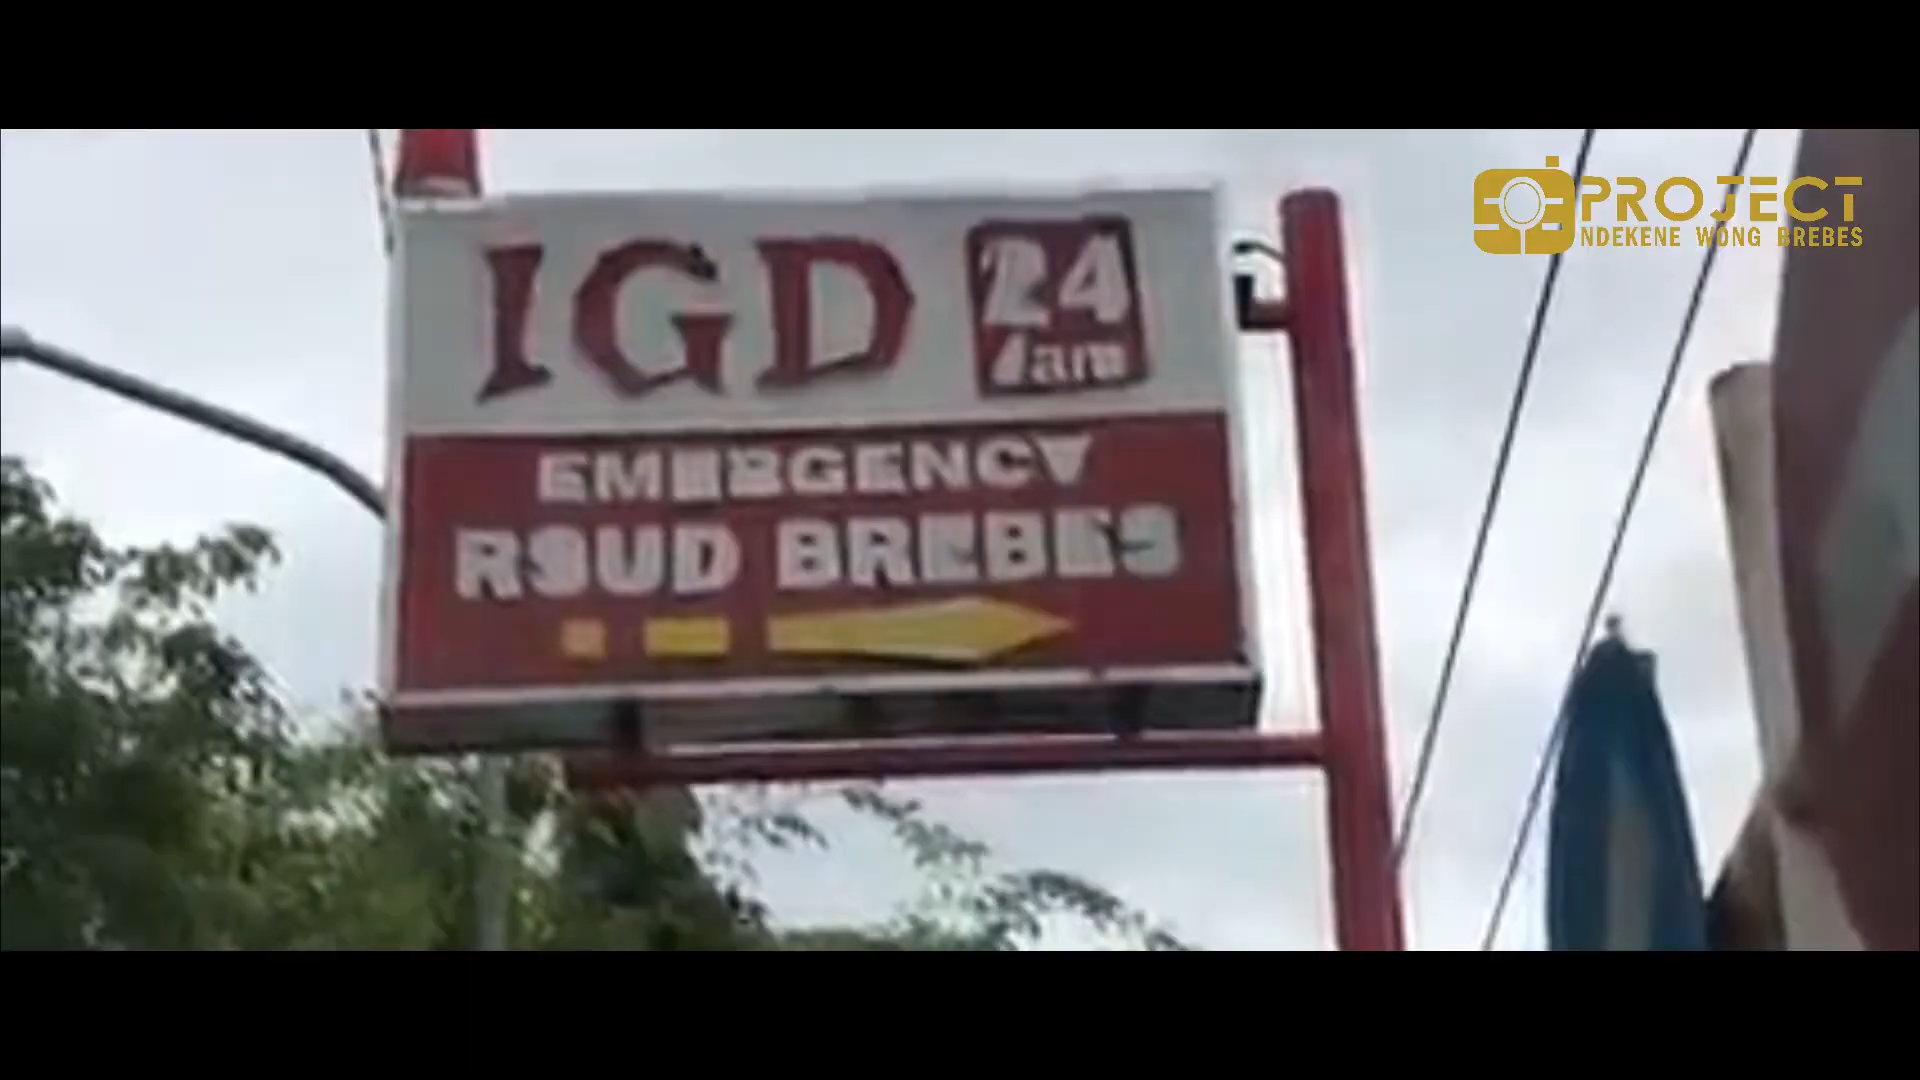 IGD 24 Jam
EMERGENCY
RSUD BREBES
PROJECT
NDEKENE WONG BREBES